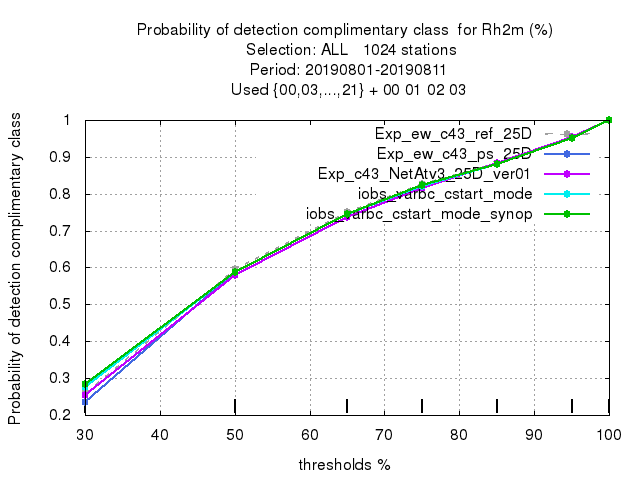 Probability of detection complimentary class  for Rh2m (%)
Selection: ALL   1024 stations
Period: 20190801-20190811
Used {00,03,...,21} + 00 01 02 03
Probability of detection complimentary class
1
0.9
0.8
0.7
0.6
0.5
0.4
0.3
0.2
Exp_ew_c43_ref_25D
Exp_ew_c43_ps_25D
Exp_c43_NetAtv3_25D_ver01
iobs_varbc_cstart_mode
iobs_varbc_cstart_mode_synop
30 40 50 60 70 80 90 100
thresholds %